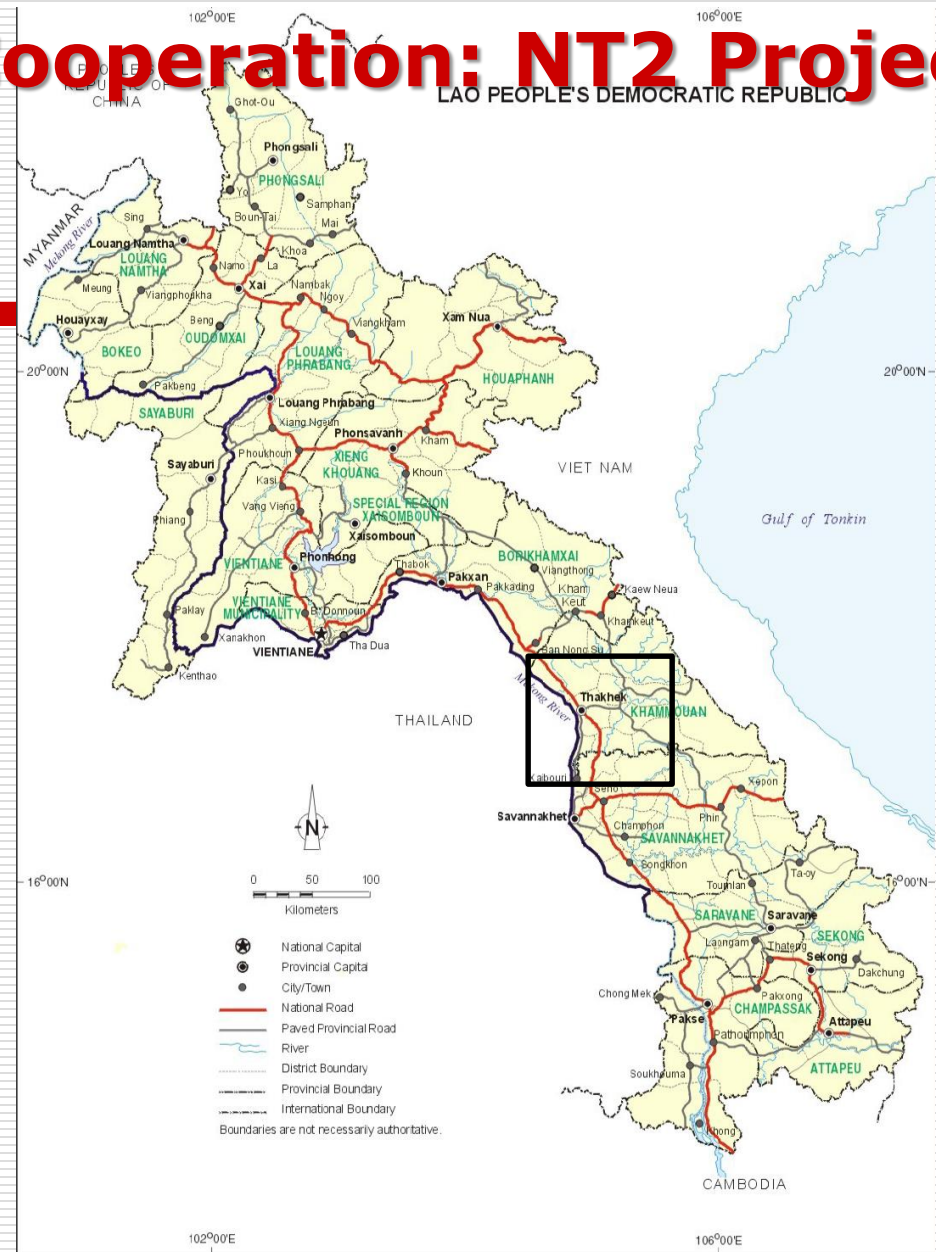 102°00'E
106°00'E
ooperation: NT2 Projec
PEOPLE'S
REPUBLIC OF
CHINA
LAO PEOPLE'S DEMOCRATIC REPUBLIC
Ghot-Ou
Phongsali
PHONGSALI
Yo
Samphan
Boun-Tai
Mai
Sing
MYANMAR
Mekong River
Louang Namtha
LOUANG
NAMTHA
Khoa
La
Namo
Meung
Viangphoukha
Xai
Nambak
Ngoy
Houayxay
Beng
OUDOMXAI
Viangkham
Xam Nua
BOKEO
LOUANG
PHRABANG
20°00'N
20°00'N
HOUAPHANH
Pakbeng
SAYABURI
Louang Phrabang
Xiang Ngeun
Phonsavanh
Kham
Phoukhoun
XIENG
KHOUANG
Sayaburi
Khoun
VIET NAM
Kasi
Vang Vieng
SPECIAL REGION
XAISOMBOUN
Phiang
Gulf of Tonkin
Xaisomboun
BORIKHAMXAI
VIENTIANE
Phonhong
Thabok
Viangthong
Pakxan
Pakkading
Kham
Keut
Kaew Neua
VIENTIANE
MUNICIPALITY
B. Donnoun
Paklay
Khamkeut
Xanakhon
VIENTIANE
Tha Dua
Ban Nong Su
Kenthao
Mekong River
Thakhek
KHAMMOUAN
THAILAND
Xaibouri
Xepon
Seno
N
Savannakhet
Phin
Champhon
SAVANNAKHET
Songkhon
Ta-oy
0 50 100
Kilometers
16°00'N
Toumlan
16°00'N
SARAVANE
Saravane
SEKONG
Laongam
Thateng
Sekong
Dakchung
National Capital
Provincial Capital
City/Town
National Road
Paved Provincial Road
River
District Boundary
Provincial Boundary
International Boundary
Boundaries are not necessarily authoritative.
Chong Mek
Pakxong
CHAMPASSAK
Pakse
Attapeu
Pathoumphon
Soukhouma
ATTAPEU
Khong
CAMBODIA
102°00'E
106°00'E